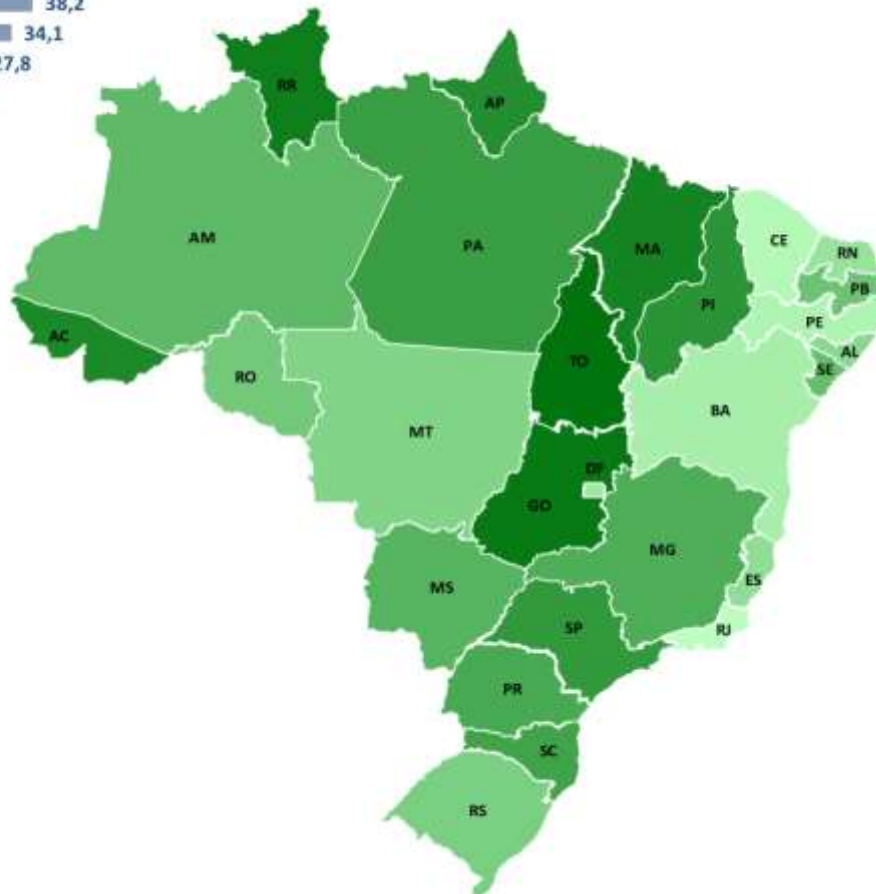 38,2
34,1
27,8
RR
AP
AM
PA
MA
CE
RN
PB
PI
PE
AC
TO
AL
SE
RO
BA
MT
DF
GO
MG
ES
MS
SP
RJ
PR
SC
RS